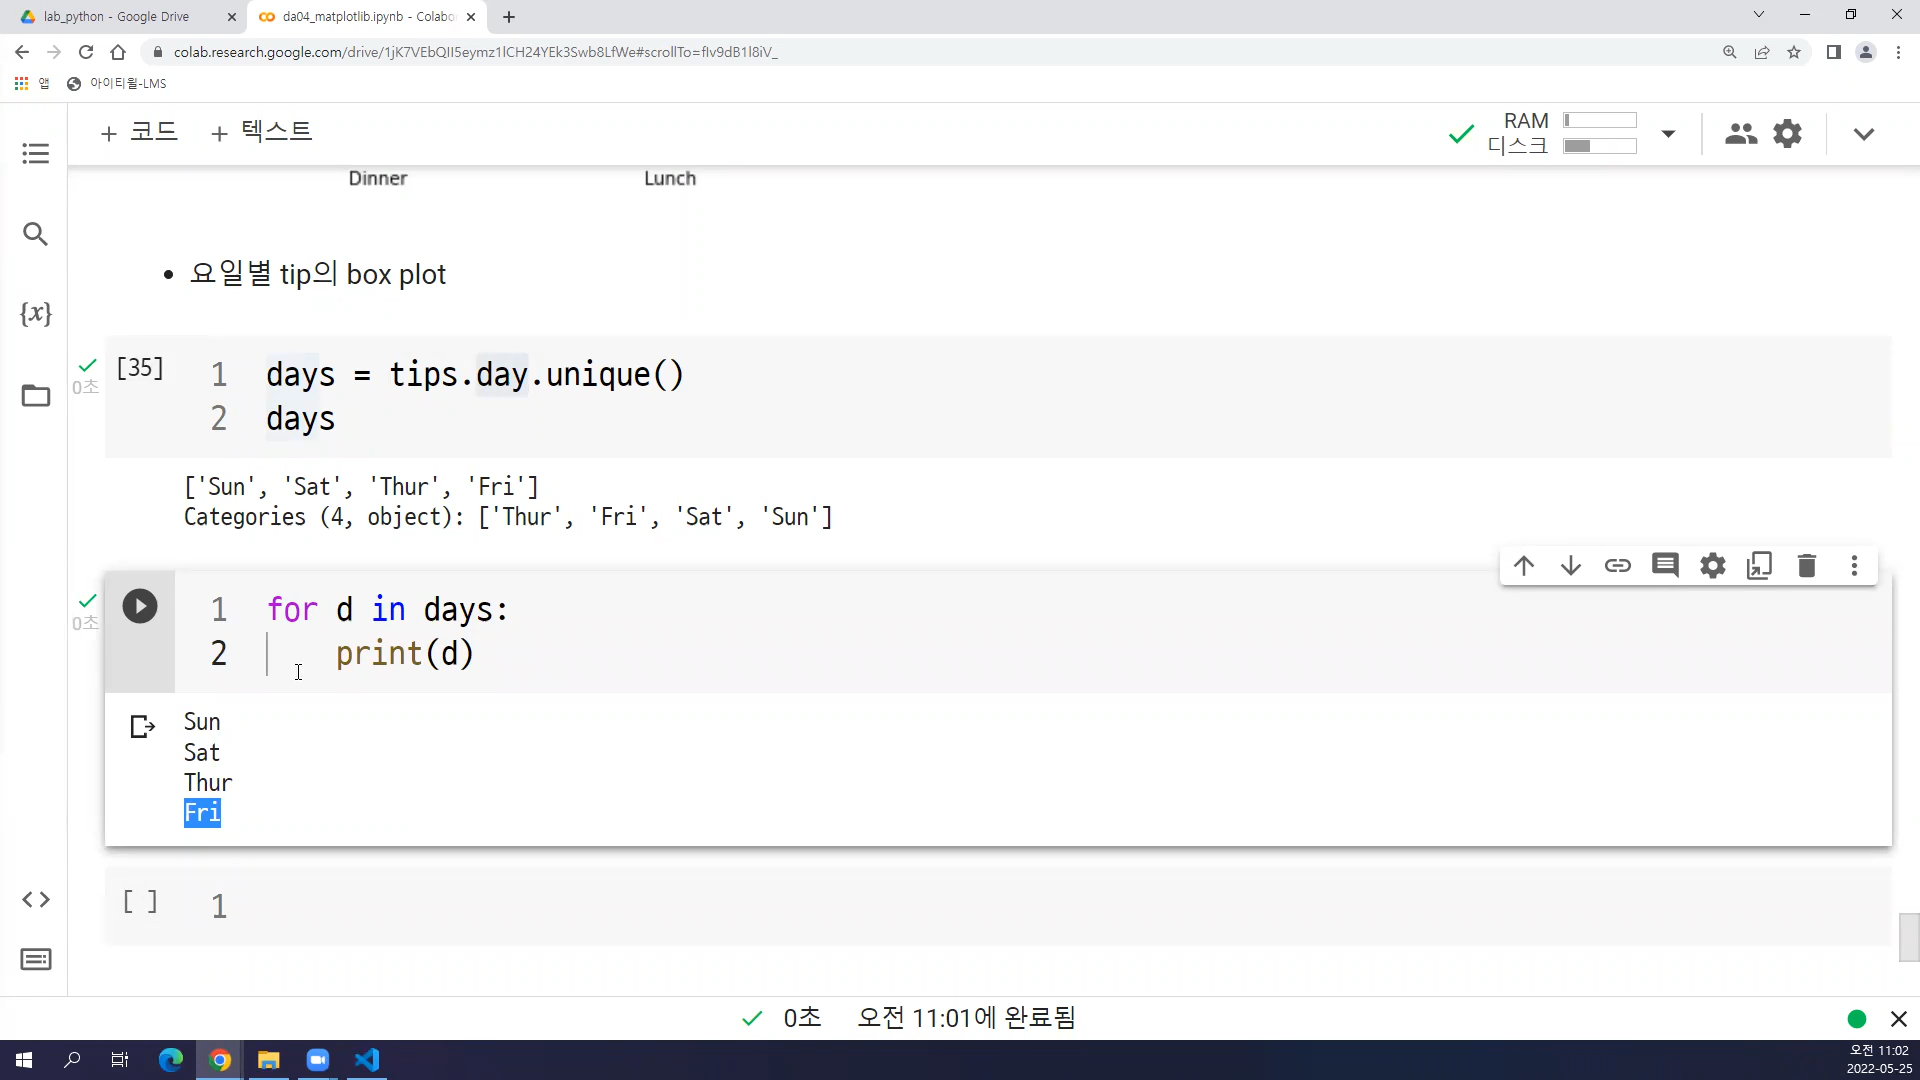 lab_python - Google Drive
da04_matplotlib.ipynb - Colabo
colab.research.google.com/drive/1jK7VEbQII5eymz1lCH24YEk3Swb8LfWe#scrollTo=flv9dB1l8iV_
앱
아이티윌-LMS
+ 코드
+ 텍스트
RAM
디스크
Dinner
Lunch
• 요일별 tip의 box plot
[35]
0초
1 days = tips.day.unique()
2 days
['Sun', 'Sat', 'Thur', 'Fri']
Categories (4, object): ['Thur', 'Fri', 'Sat', 'Sun']
0초
1 for d in days:
2 print(d)
Sun
Sat
Thur
Fri
[ ] 1
0초 오전 11:01에 완료됨
오전 11:02
2022-05-25